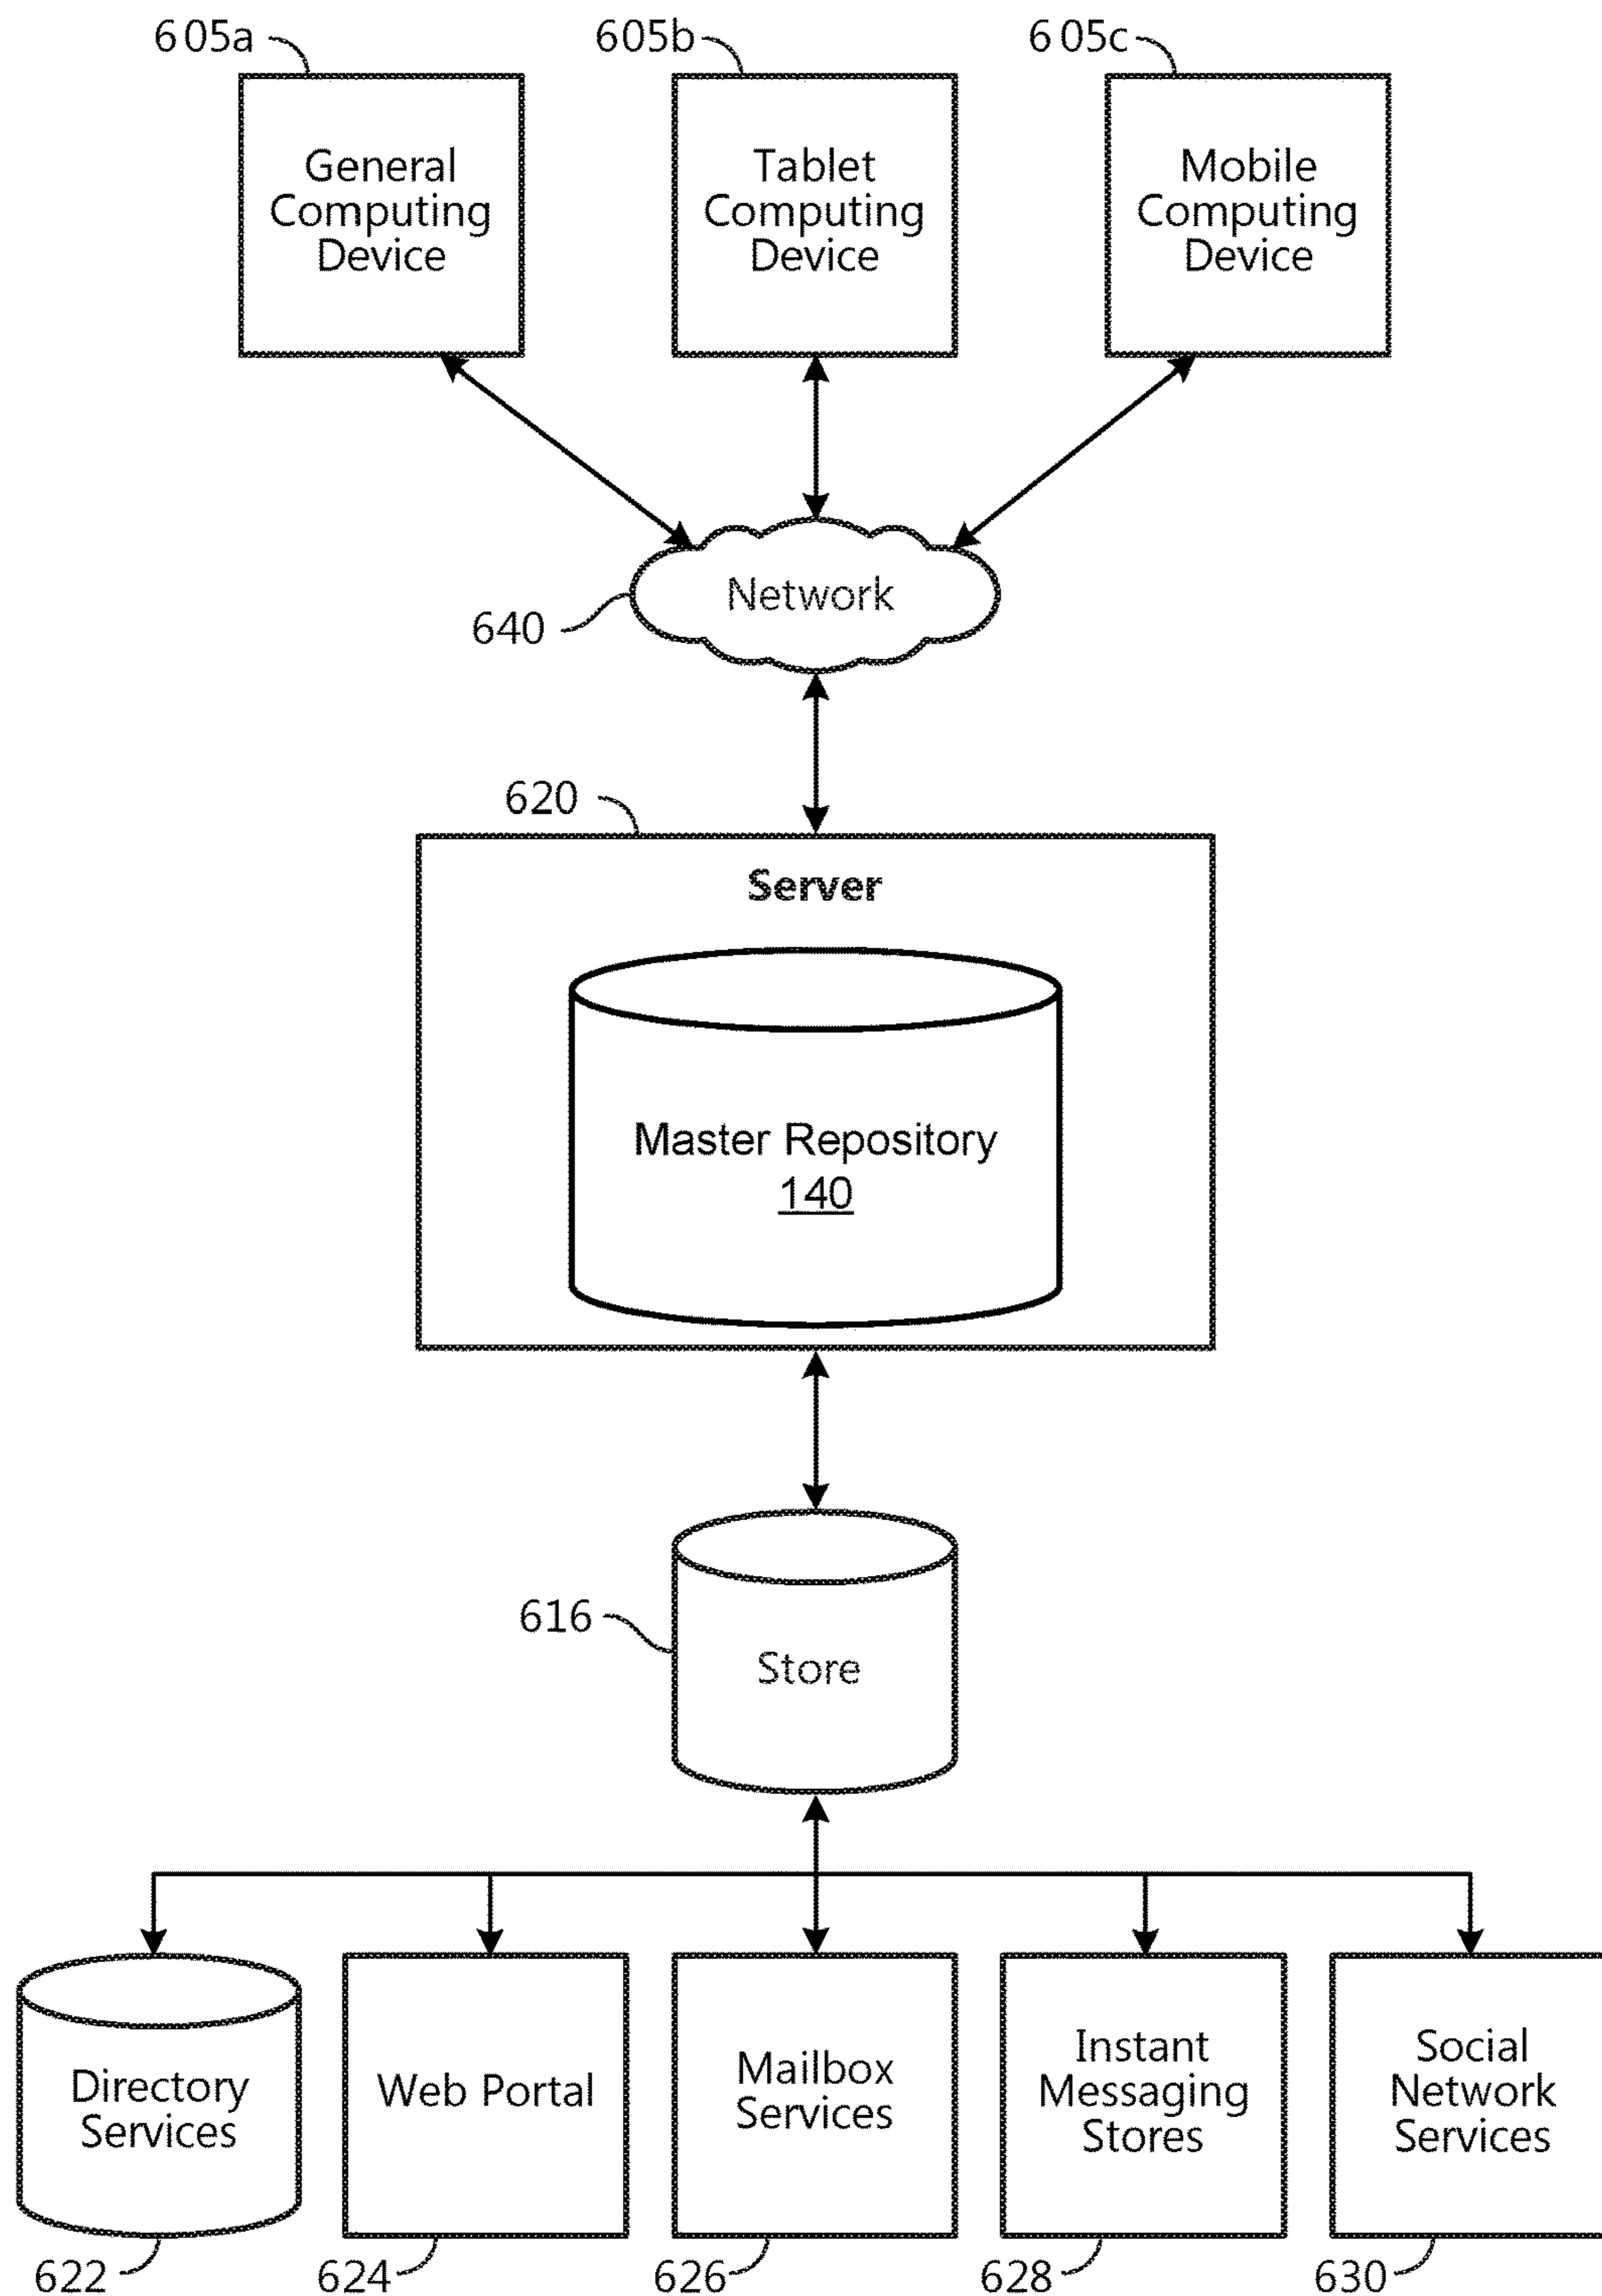 605a
605b
605c
General
Computing
Device
Tablet
Computing
Device
Mobile
Computing
Device
Network
640
620
Server
Master Repository
140
616
Store
Directory
Services
Web Portal
Mailbox
Services
Instant
Messaging
Stores
Social
Network
Services
622
624
626
628
630